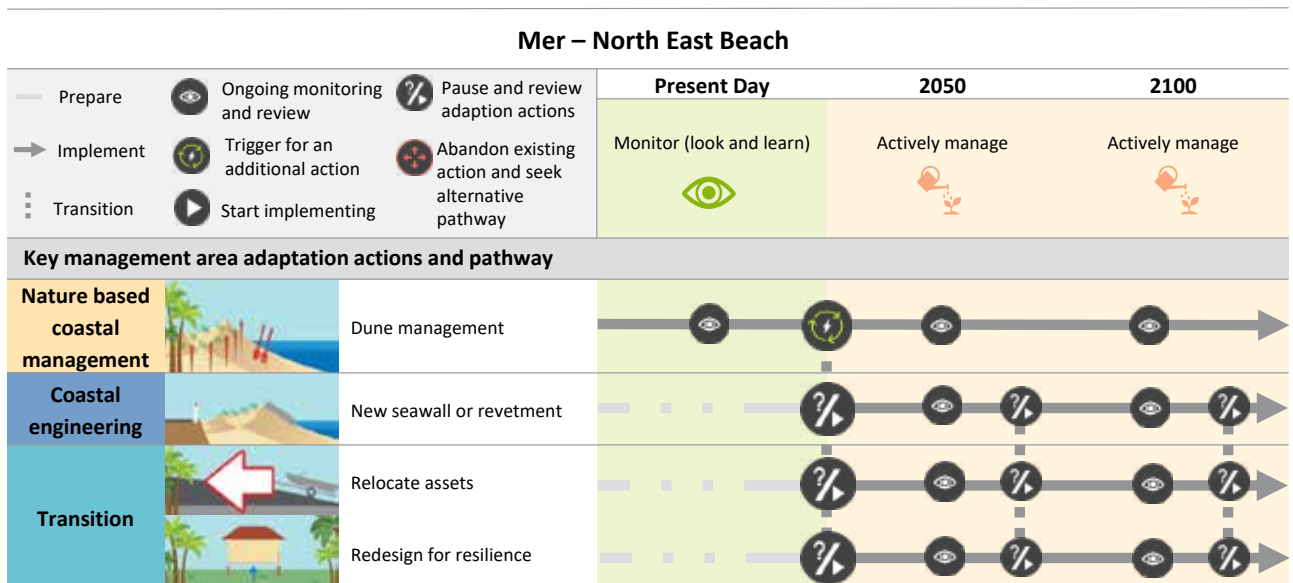 Mer – North East Beach
Prepare
Ongoing monitoring
and review
Pause and review
adaption actions
Implement
Trigger for an
additional action
Abandon existing
action and seek
alternative
pathway
Transition
Start implementing
Present Day
2050
2100
Monitor (look and learn)
Actively manage
Actively manage
Key management area adaptation actions and pathway
Nature based
coastal
management
Dune management
Coastal
engineering
New seawall or revetment
Transition
Relocate assets
Redesign for resilience